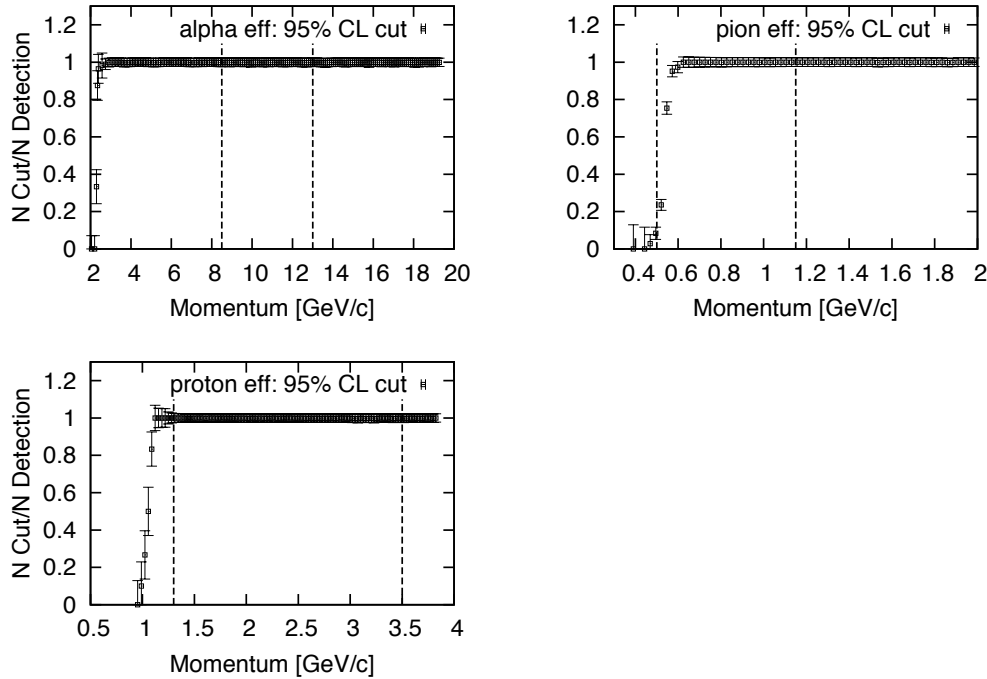 alpha eff: 95% CL cut
N Cut/N Detection
1.2
1
0.8
0.6
0.4
0.2
0
2 4 6 8 10 12 14 16 18 20
Momentum [GeV/c]
pion eff: 95% CL cut
1.2
1
0.8
0.6
0.4
0.2
0
0.4 0.6 0.8 1 1.2 1.4 1.6 1.8 2
Momentum [GeV/c]
proton eff: 95% CL cut
N Cut/N Detection
1.2
1
0.8
0.6
0.4
0.2
0
0.5 1 1.5 2 2.5 3 3.5 4
Momentum [GeV/c]